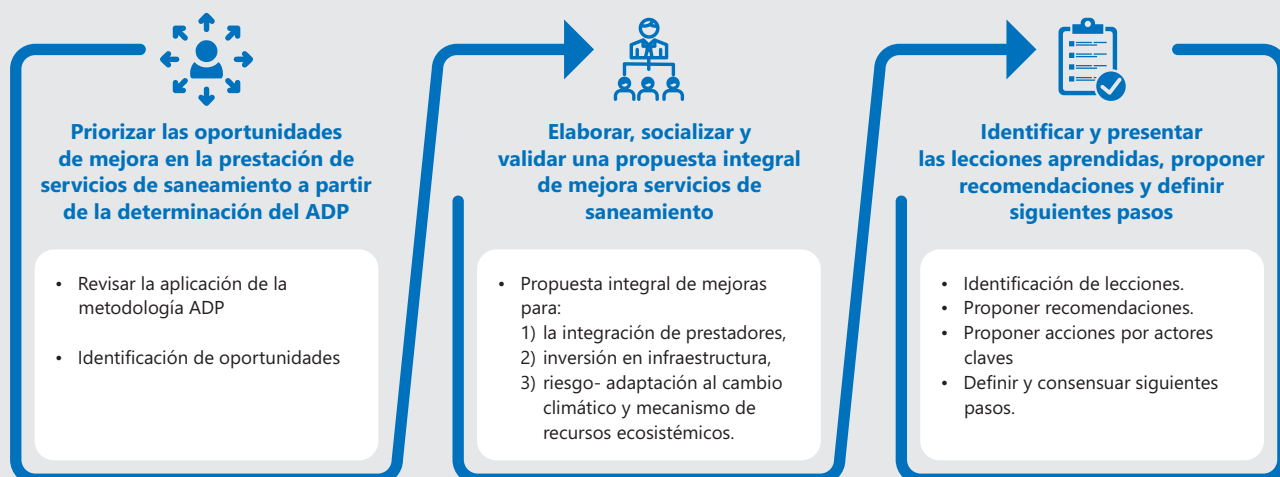 Priorizar las oportunidades
de mejora en la prestación de
servicios de saneamiento a partir
de la determinación del ADP
• Revisar la aplicación de la
metodología ADP
• Identificación de oportunidades
Elaborar, socializar y
validar una propuesta integral
de mejora servicios de
saneamiento
• Propuesta integral de mejoras
para:
1) la integración de prestadores,
2) inversión en infraestructura,
3) riesgo- adaptación al cambio
climático y mecanismo de
recursos ecosistémicos.
Identificar y presentar
las lecciones aprendidas, proponer
recomendaciones y definir
siguientes pasos
• Identificación de lecciones.
• Proponer recomendaciones.
• Proponer acciones por actores
claves
• Definir y consensuar siguientes
pasos.